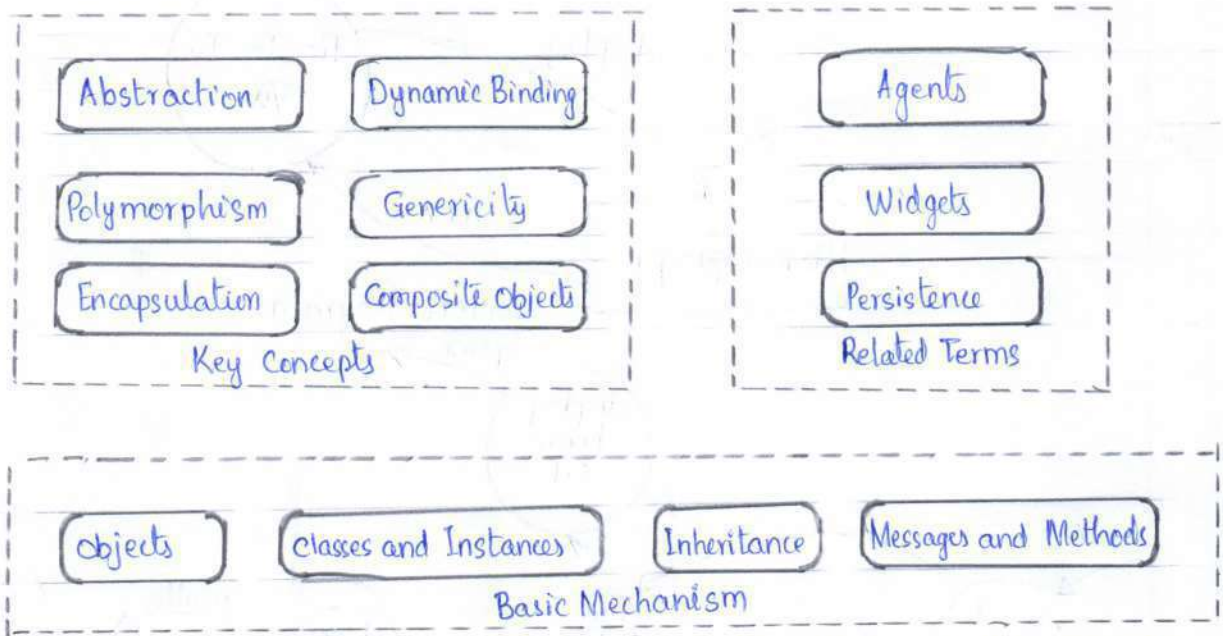 Abstraction
Dynamic Binding
Polymorphism
Genericity
Encapsulation
Composite Objects
Key Concepts
Agents
Widgets
Persistence
Related Terms
Objects
Classes and Instances
Inheritance
Messages and Methods
Basic Mechanism